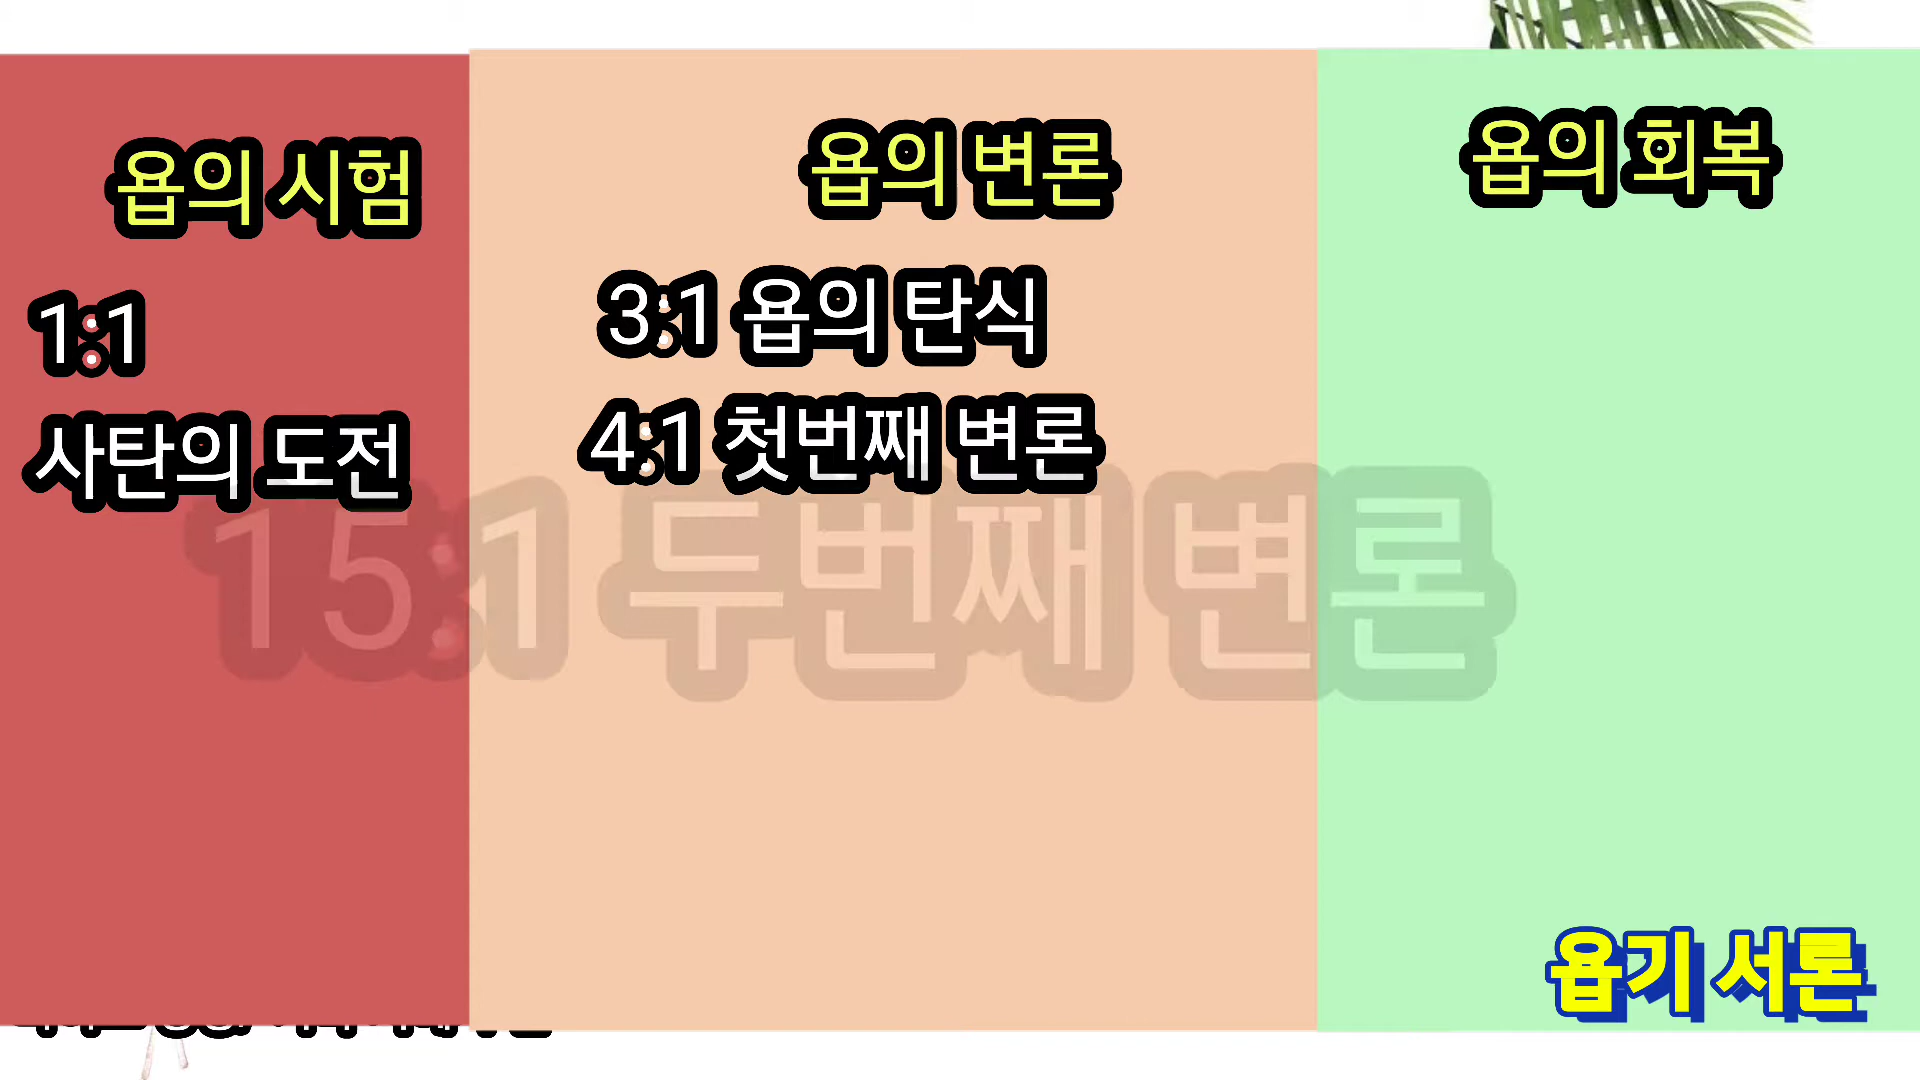 욥의 시험
1:1
사탄의 도전
욥의 변론
3:1 욥의 탄식
4:1 첫번째 변론
15:1 두번째 변론
욥의 회복
욥기 서론